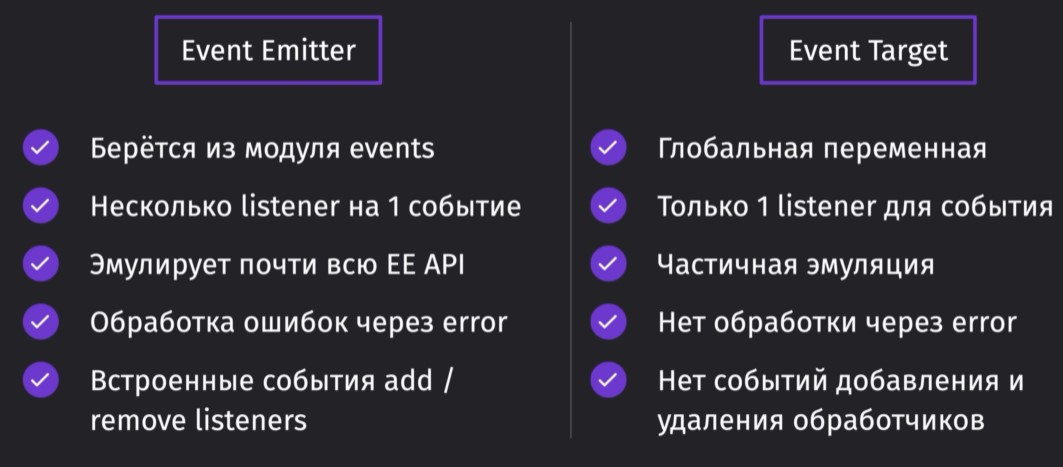 Event Emitter
Берётся из модуля events
Несколько listener на 1 событие
Эмулирует почти всю EE API
Обработка ошибок через error
Встроенные события add /
remove listeners
Event Target
Глобальная переменная
Только 1 listener для события
Частичная эмуляция
Нет обработки через error
Нет событий добавления и
удаления обработчиков